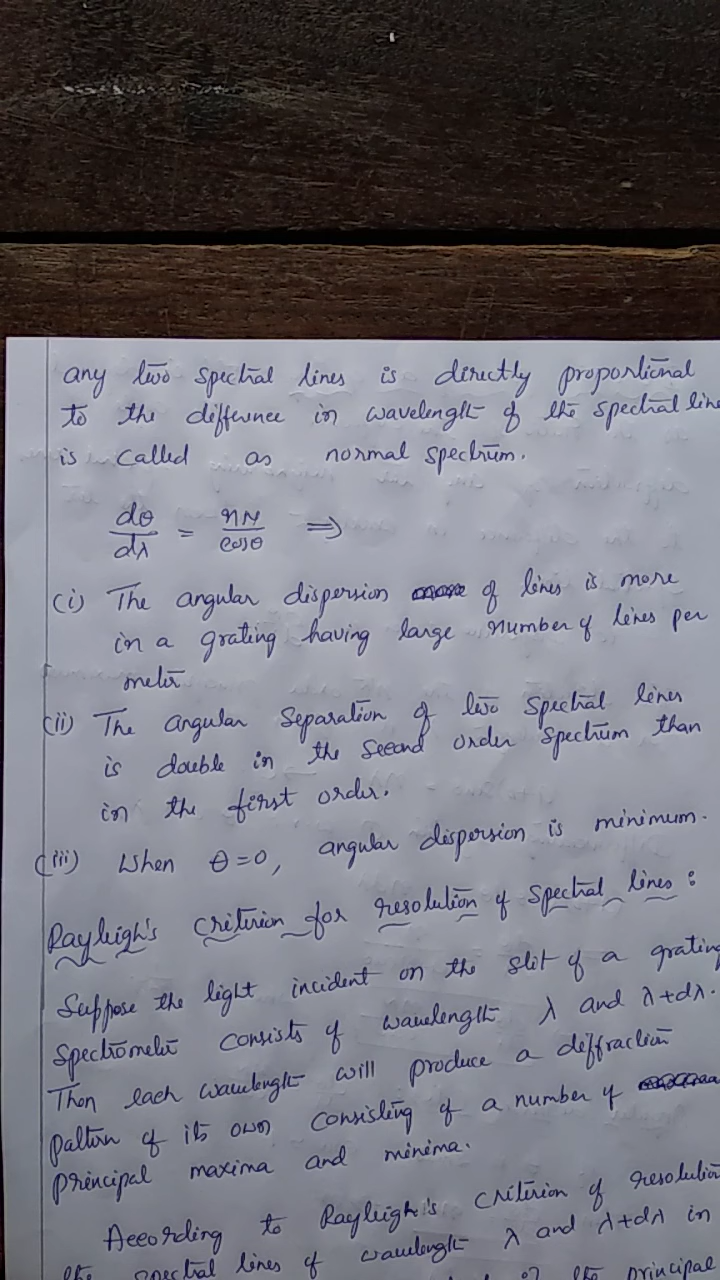 any two spectral lines is directly proportional
to the difference in wavelength of the spectral line
is called as normal spectrum.
dθ/dλ = nN/cosθ ⇒
(i) The angular dispersion of lines is more
in a grating having large number of lines per
meter
(ii) The angular separation of two spectral lines
is double in the second order spectrum than
in the first order.
(iii) When θ=0, angular dispersion is minimum.
Rayleigh's criterion for resolution of spectral lines :
Suppose the light incident on the slit of a grating
spectrometer consists of wavelength λ and λ+dλ.
Then each wavelength will produce a diffraction
pattern of its own consisting of a number of
principal maxima and minima.
According to Rayleigh's criterion of resolution
the spectral lines of wavelength λ and λ+dλ in
of the principal